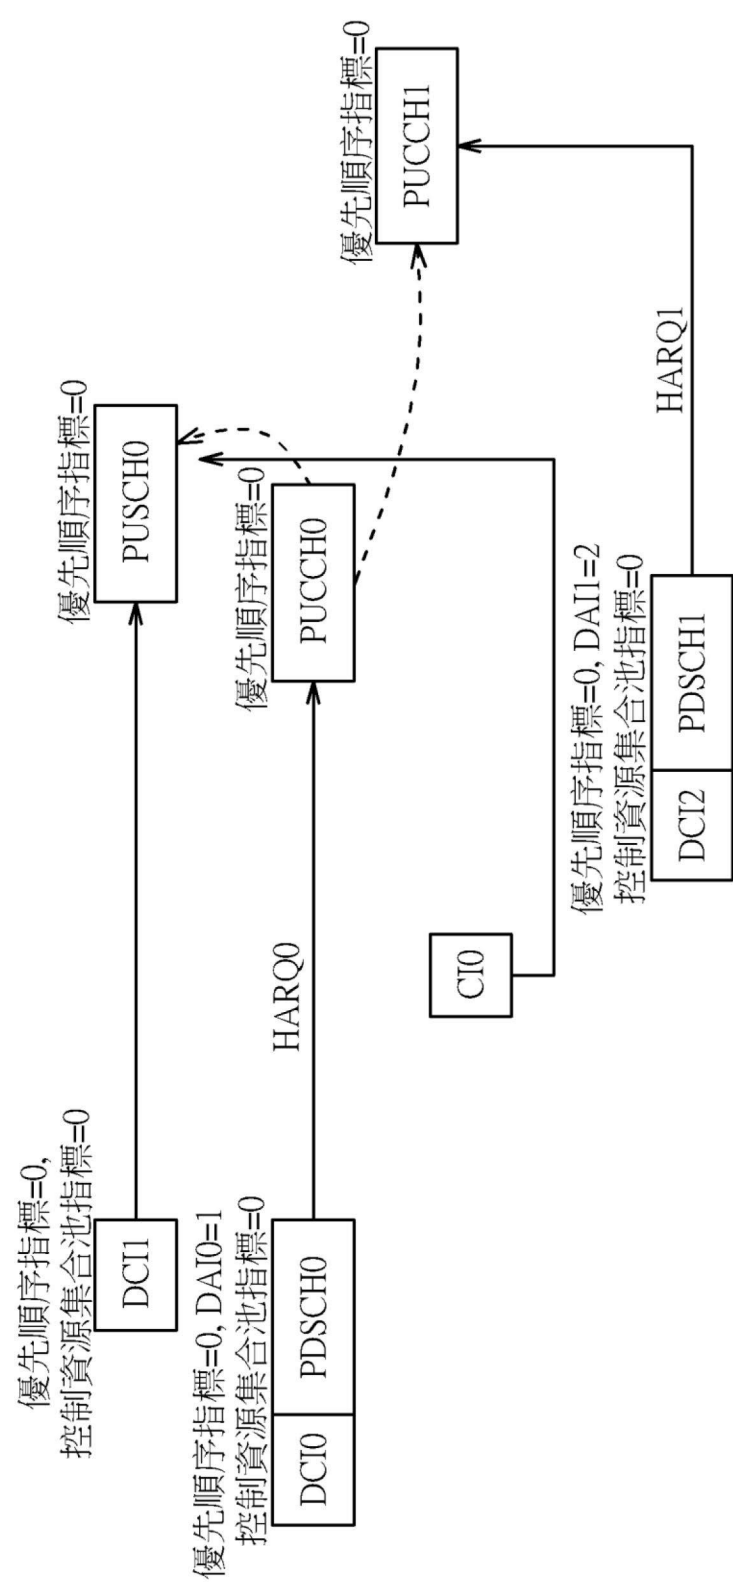 優先順序指標=0,
控制資源集合池指標=0
DCI1
優先順序指標=0
PUSCH0
優先順序指標=0, DAI0=1
控制資源集合池指標=0
DCI0
PDSCH0
HARQ0
優先順序指標=0
PUCCH0
優先順序指標=0
PUCCH1
CI0
優先順序指標=0, DAI1=2
控制資源集合池指標=0
DCI2
PDSCH1
HARQ1